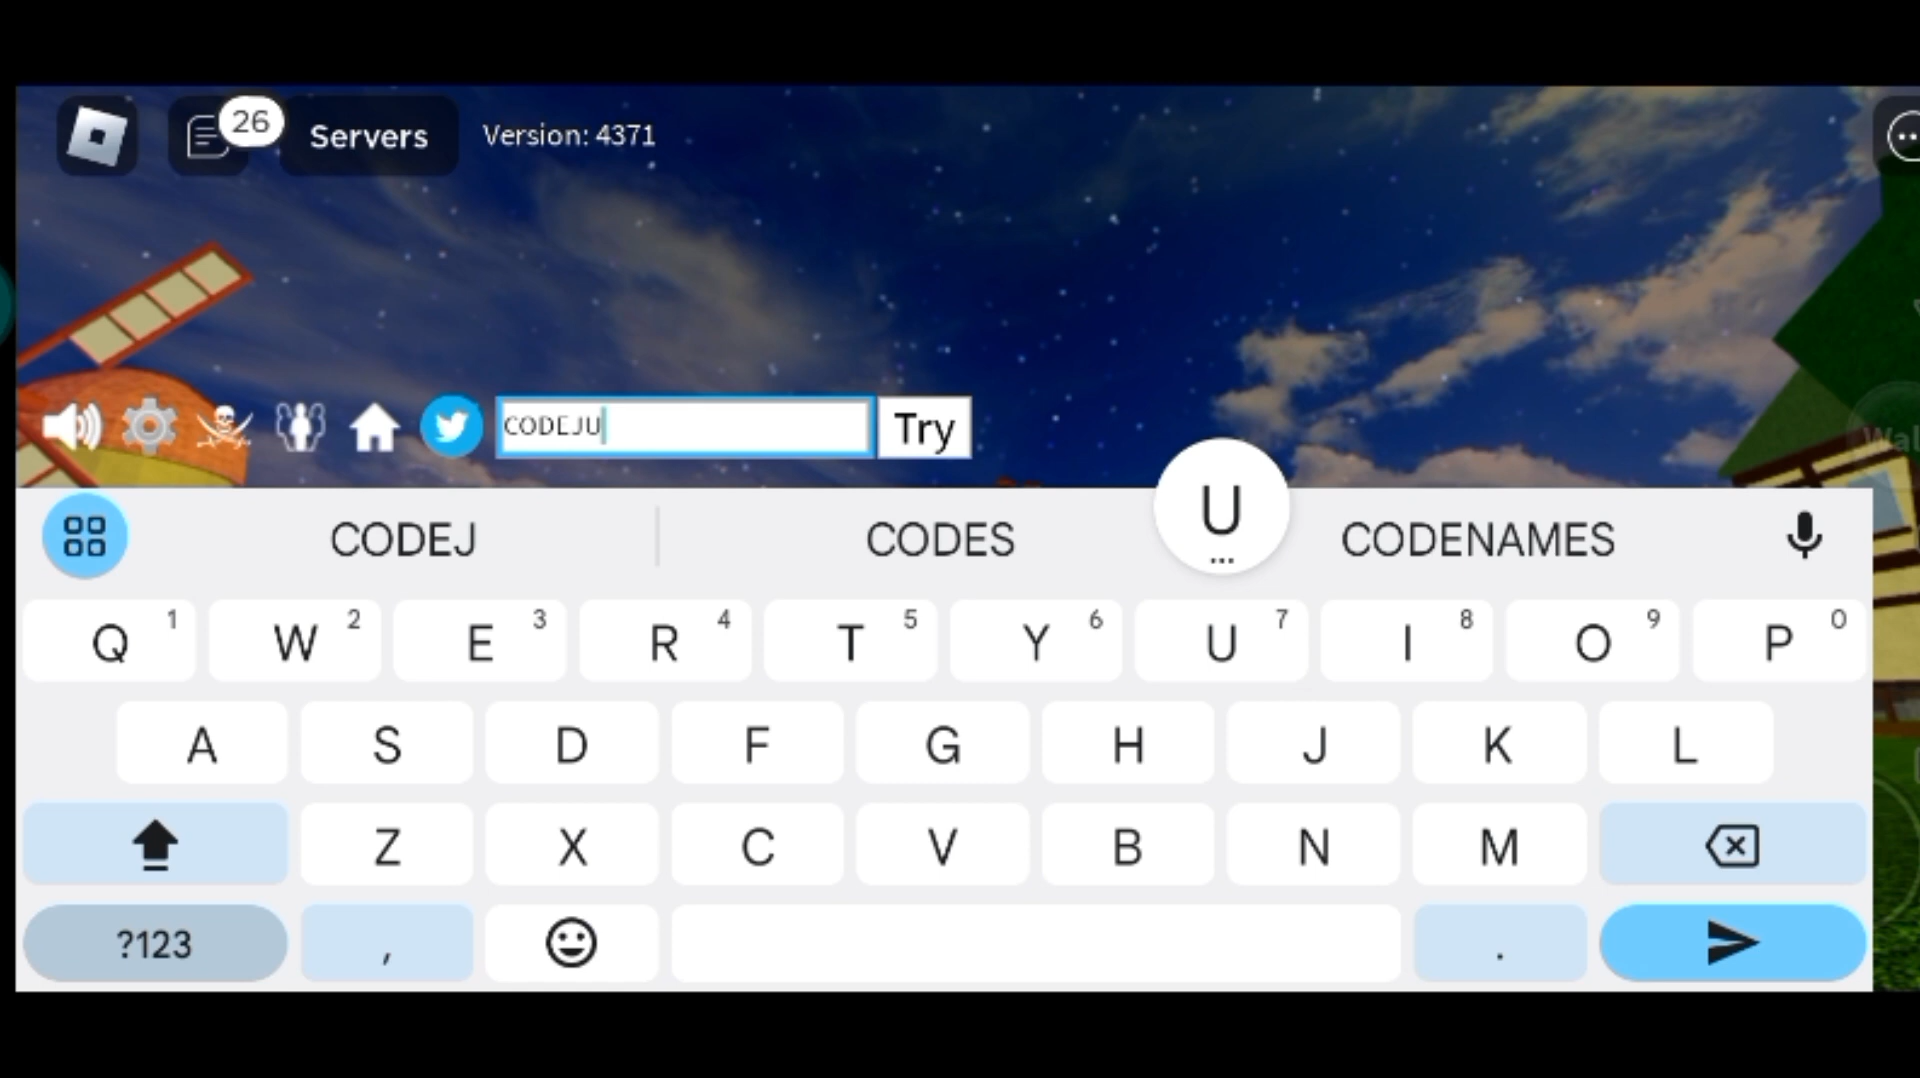 26
Servers
Version: 4371
CODEJU
Try
U
...
CODEJ
CODES
CODENAMES
Q 1 W 2 E 3 R 4 T 5 Y 6 U 7 I 8 O 9 P 0
A S D F G H J K L
Z X C V B N M
?123 , .